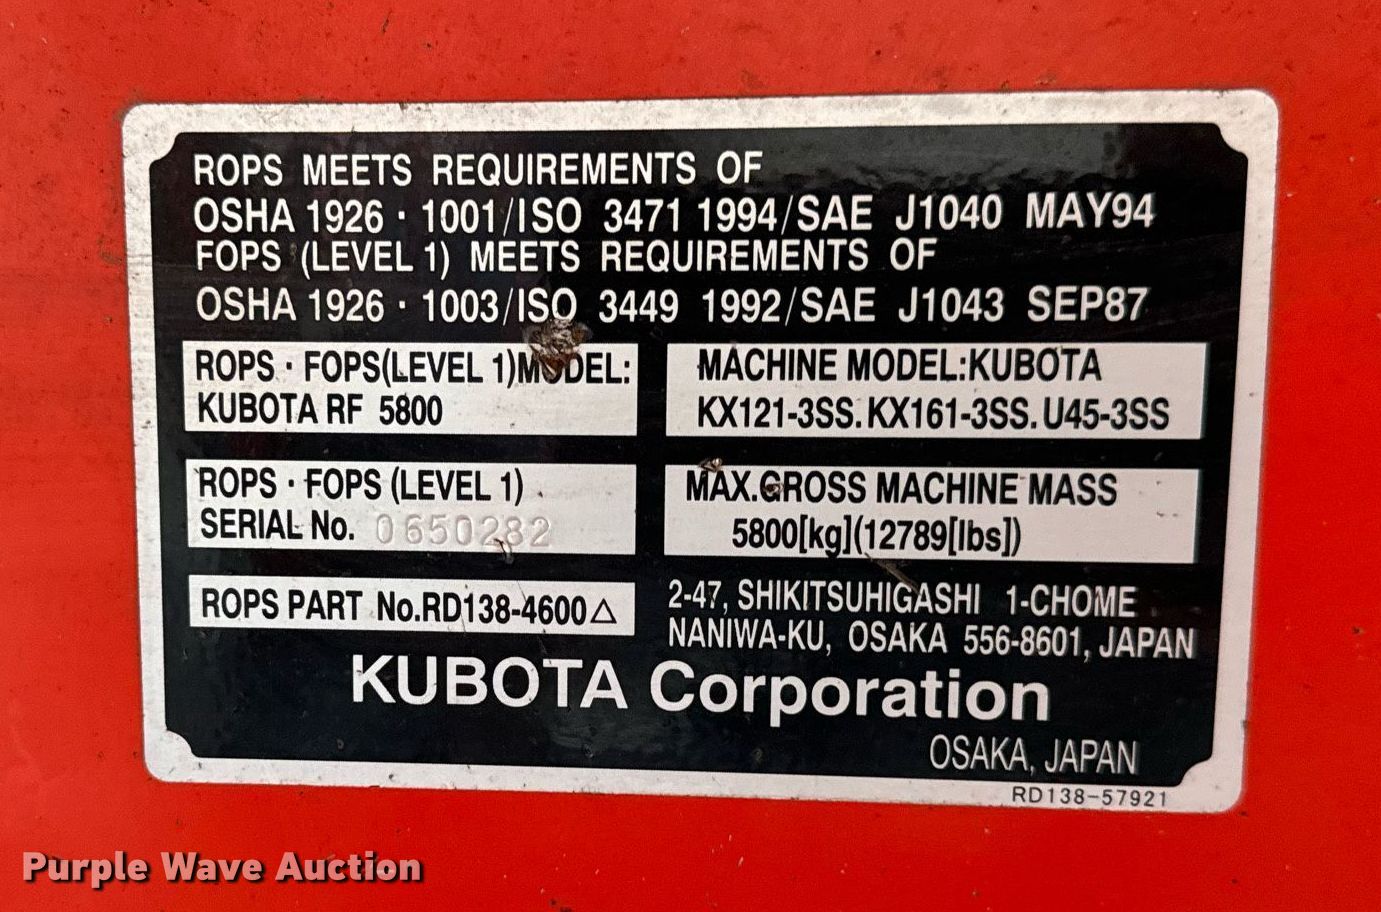 ROPS MEETS REQUIREMENTS OF
OSHA 1926・1001/ISO 3471 1994/SAE J1040 MAY94
FOPS (LEVEL 1) MEETS REQUIREMENTS OF
OSHA 1926・1003/ISO 3449 1992/SAE J1043 SEP87
ROPS・FOPS(LEVEL 1)MODEL:
KUBOTA RF 5800
MACHINE MODEL:KUBOTA
KX121-3SS.KX161-3SS.U45-3SS
ROPS・FOPS (LEVEL 1)
SERIAL No. 0650282
MAX.GROSS MACHINE MASS
5800[kg](12789[lbs])
ROPS PART No.RD138-4600△
2-47, SHIKITSUHIGASHI 1-CHOME
NANIWA-KU, OSAKA 556-8601, JAPAN
KUBOTA Corporation
OSAKA, JAPAN
RD138-57921
Purple Wave Auction